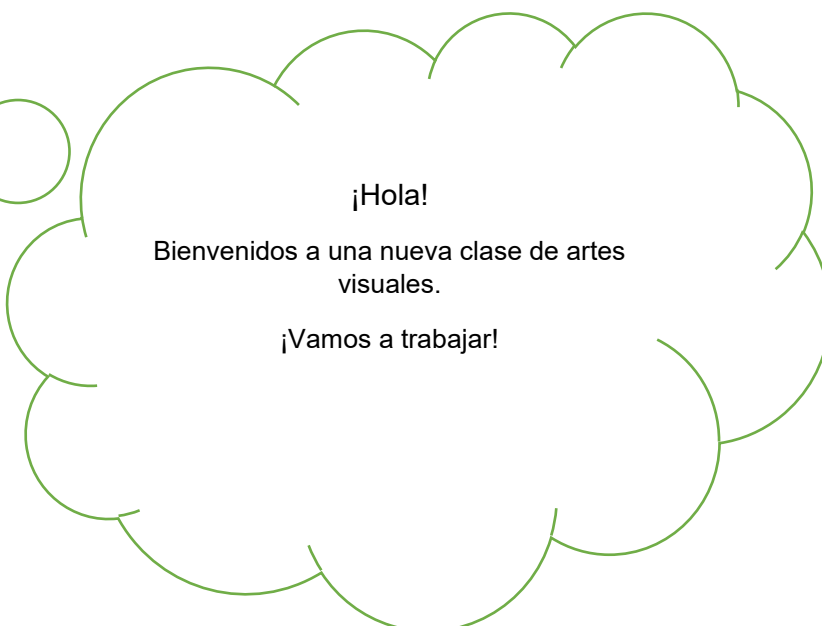 ¡Hola!
Bienvenidos a una nueva clase de artes
visuales.
¡Vamos a trabajar!